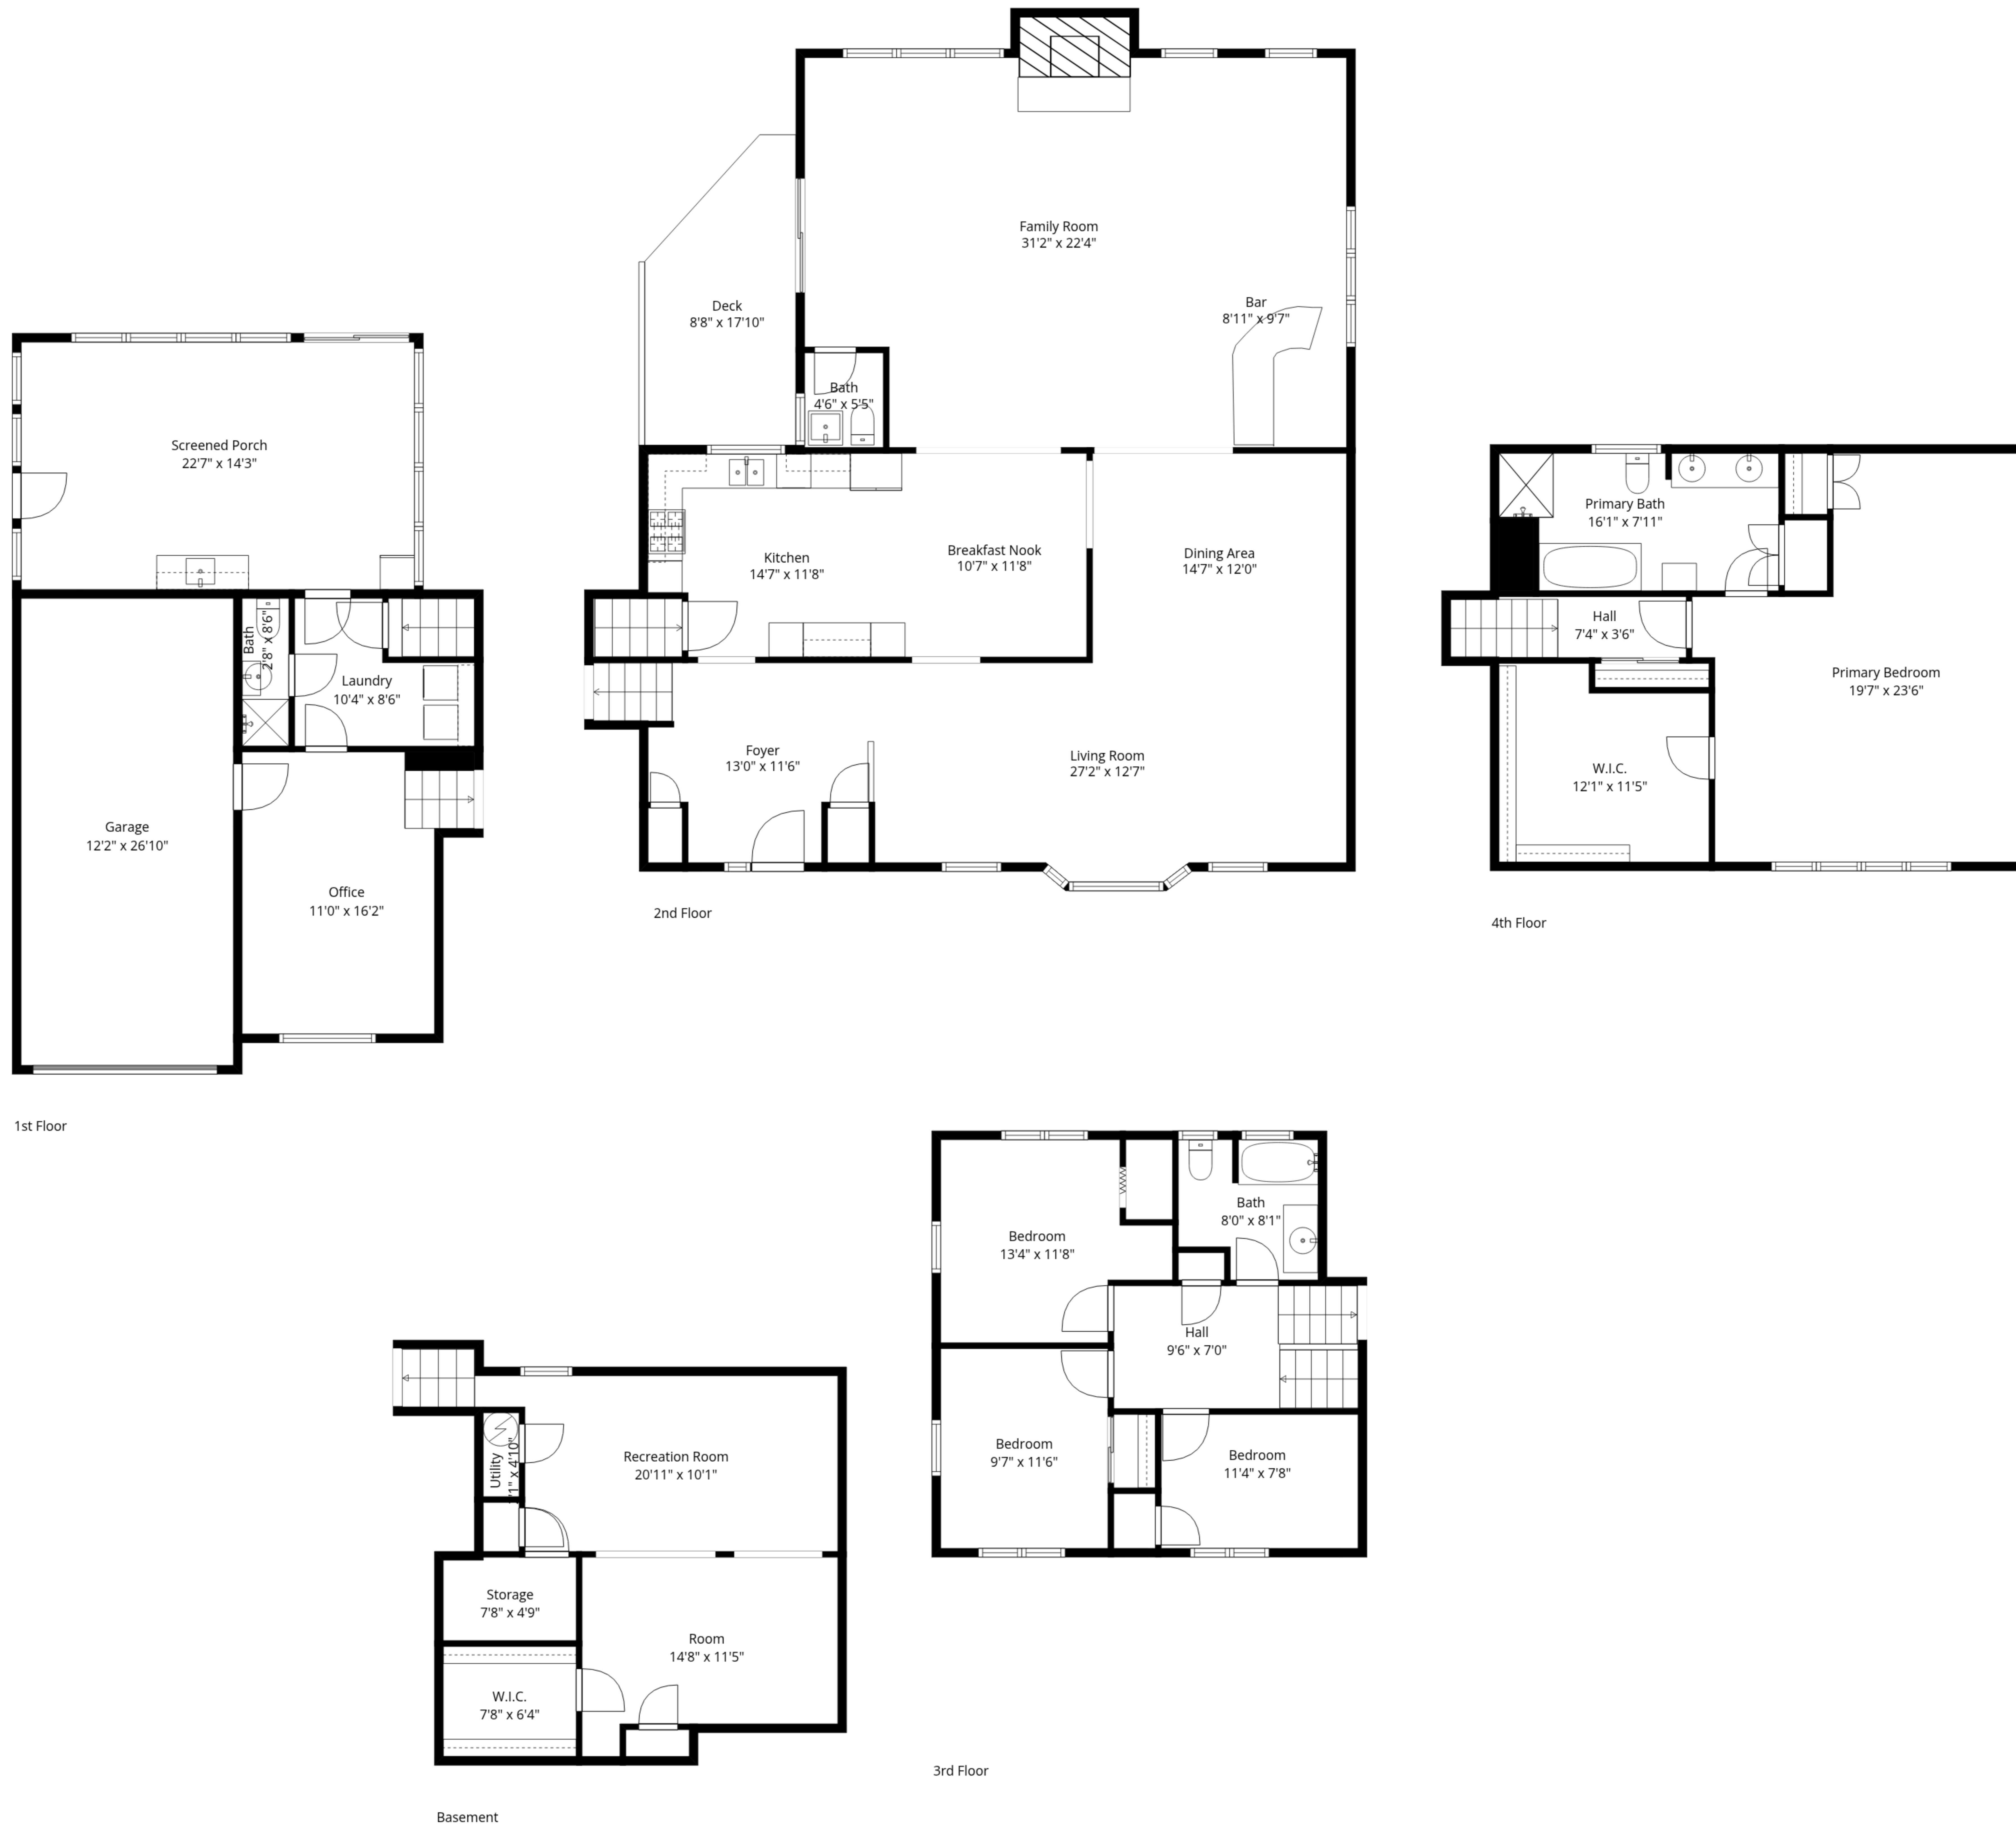 Screened Porch
22'7" x 14'3"
Bath
2'8" x 8'6"
Laundry
10'4" x 8'6"
Garage
12'2" x 26'10"
Office
11'0" x 16'2"
1st Floor
Family Room
31'2" x 22'4"
Deck
8'8" x 17'10"
Bar
8'11" x 9'7"
Bath
4'6" x 5'5"
Kitchen
14'7" x 11'8"
Breakfast Nook
10'7" x 11'8"
Dining Area
14'7" x 12'0"
Foyer
13'0" x 11'6"
Living Room
27'2" x 12'7"
2nd Floor
Primary Bath
16'1" x 7'11"
Hall
7'4" x 3'6"
Primary Bedroom
19'7" x 23'6"
W.I.C.
12'1" x 11'5"
4th Floor
Bedroom
13'4" x 11'8"
Bath
8'0" x 8'1"
Hall
9'6" x 7'0"
Bedroom
9'7" x 11'6"
Bedroom
11'4" x 7'8"
3rd Floor
Utility
x 4'10"
Recreation Room
20'11" x 10'1"
Storage
7'8" x 4'9"
Room
14'8" x 11'5"
W.I.C.
7'8" x 6'4"
Basement